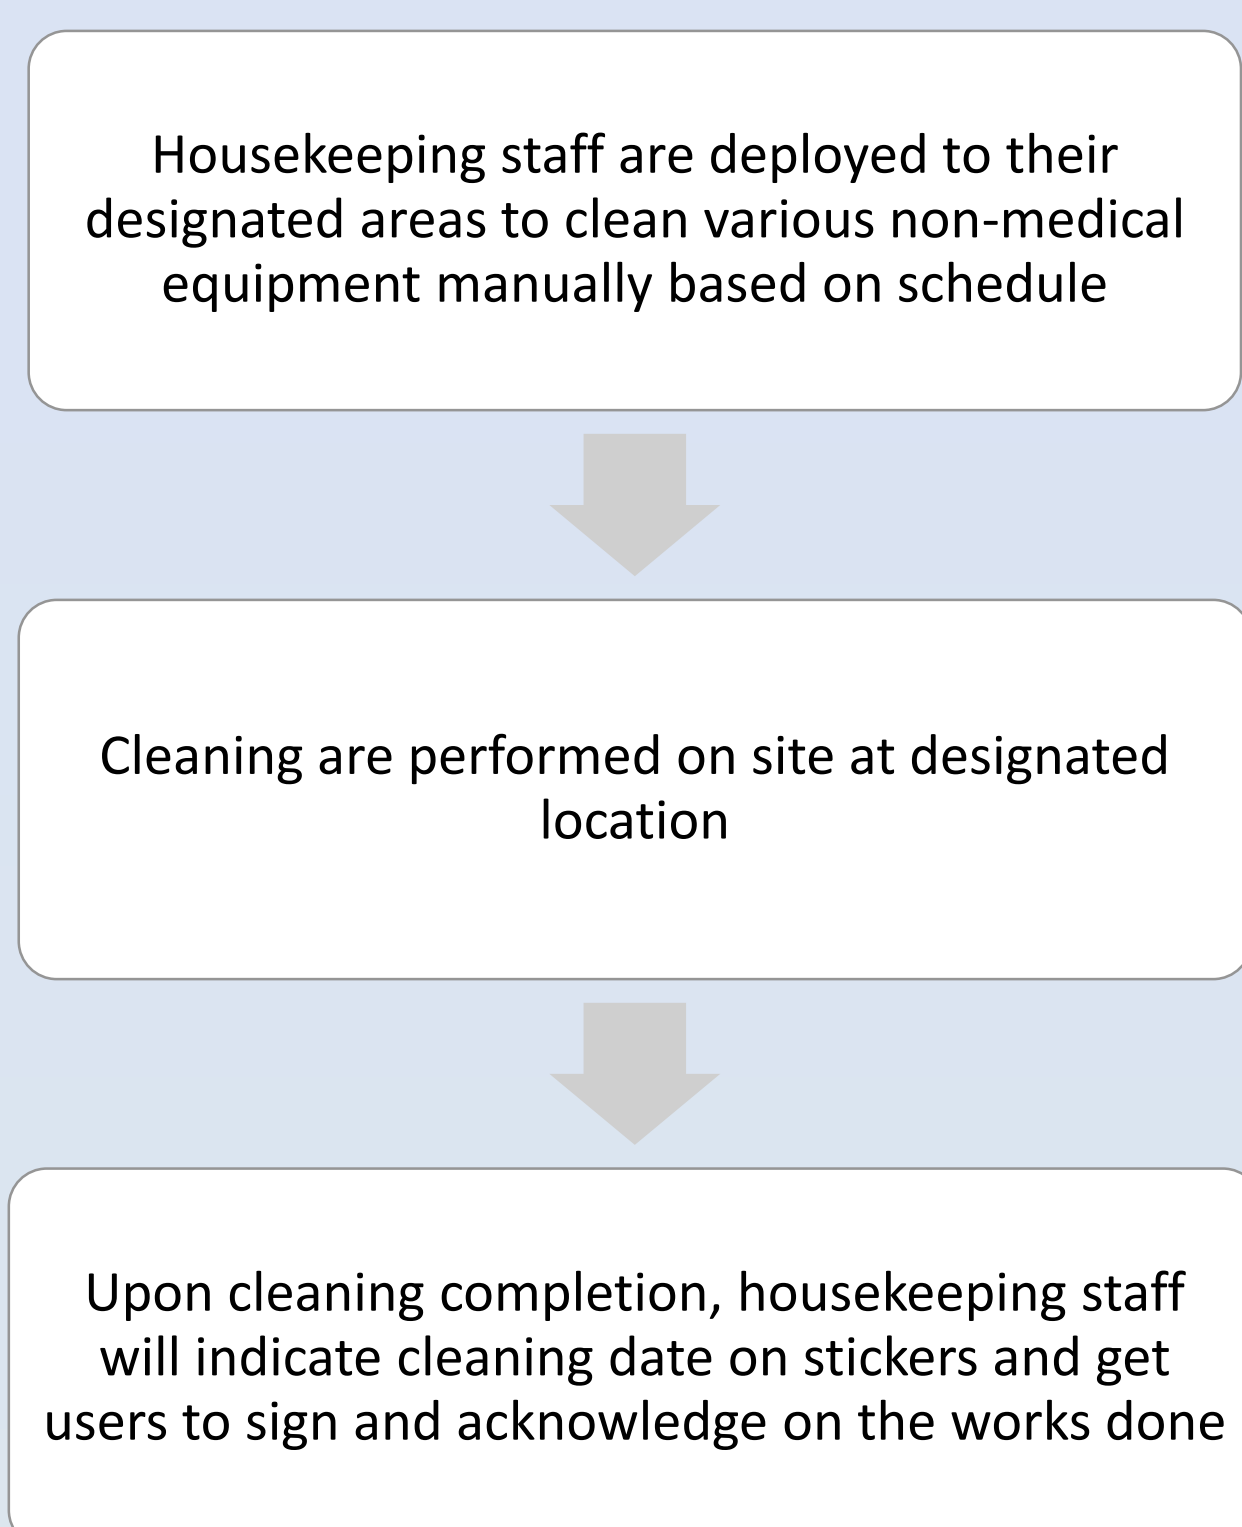 Housekeeping staff are deployed to their
designated areas to clean various non-medical
equipment manually based on schedule
Cleaning are performed on site at designated
location
Upon cleaning completion, housekeeping staff
will indicate cleaning date on stickers and get
users to sign and acknowledge on the works done